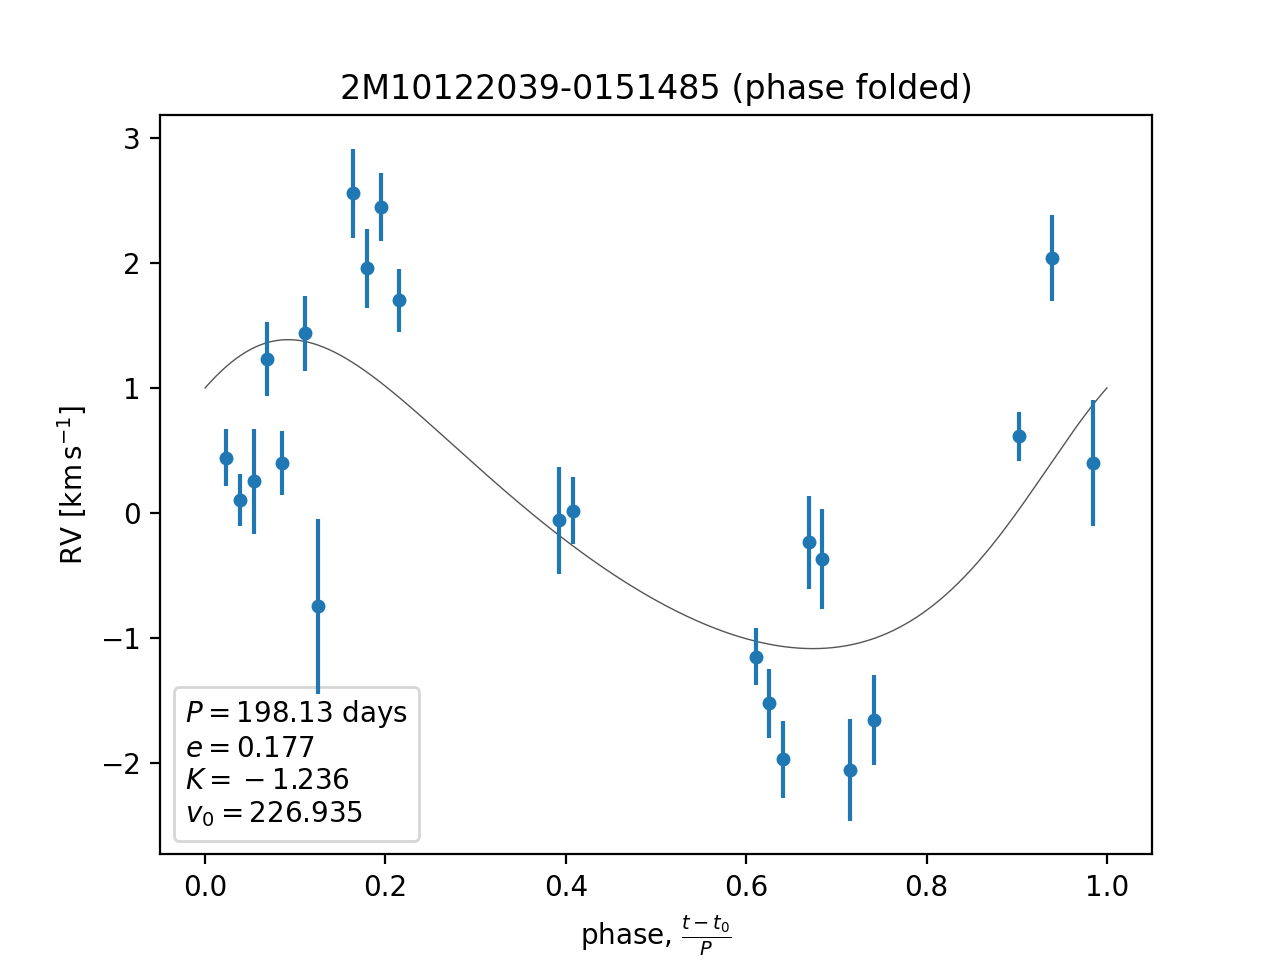 2M10122039-0151485 (phase folded)
3
2
1
0
−1
−2
RV [km s⁻¹]
P = 198.13 days
e = 0.177
K = −1.236
v₀ = 226.935
0.0 0.2 0.4 0.6 0.8 1.0
phase, (t − t₀)/P